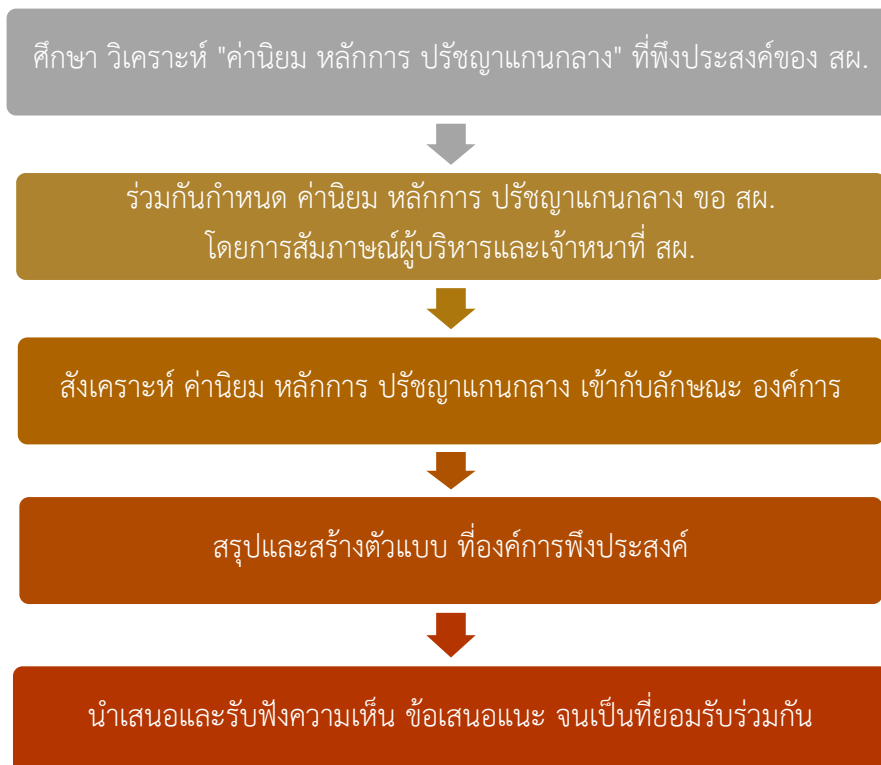 ศึกษา วิเคราะห์ "ค่านิยม หลักการ ปรัชญาแกนกลาง" ที่พึงประสงค์ของ สผ.
ร่วมกันกำหนด ค่านิยม หลักการ ปรัชญาแกนกลาง ขอ สผ.
โดยการสัมภาษณ์ผู้บริหารและเจ้าหนาที่ สผ.
สังเคราะห์ ค่านิยม หลักการ ปรัชญาแกนกลาง เข้ากับลักษณะ องค์การ
สรุปและสร้างตัวแบบ ที่องค์การพึงประสงค์
นำเสนอและรับฟังความเห็น ข้อเสนอแนะ จนเป็นที่ยอมรับร่วมกัน